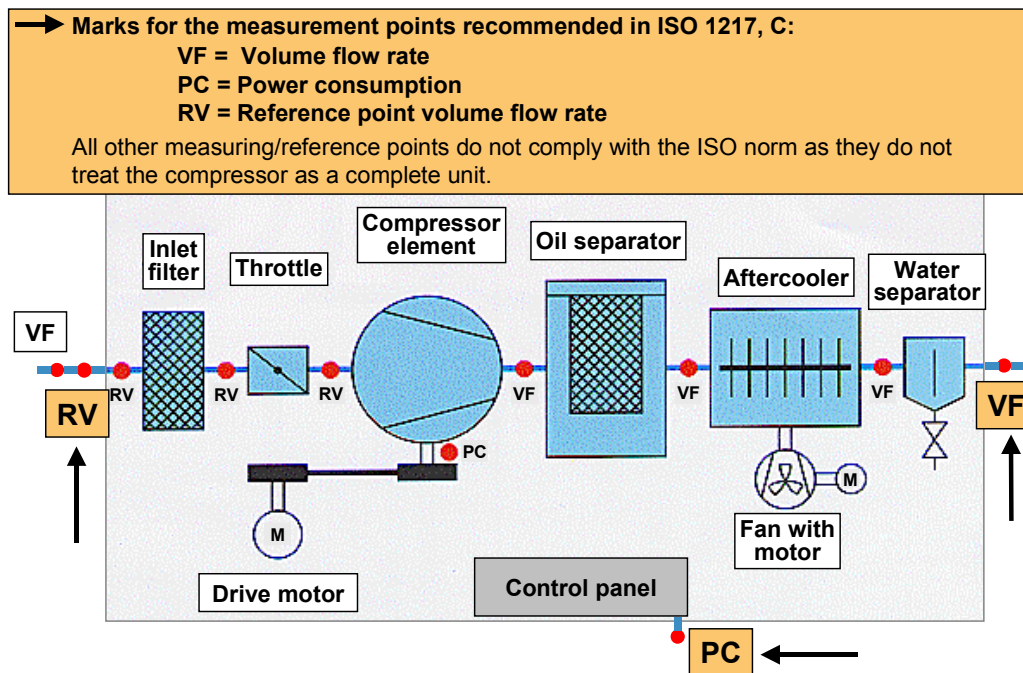 Marks for the measurement points recommended in ISO 1217, C:
VF = Volume flow rate
PC = Power consumption
RV = Reference point volume flow rate
All other measuring/reference points do not comply with the ISO norm as they do not
treat the compressor as a complete unit.
Inlet
filter
Throttle
Compressor
element
Oil separator
Aftercooler
Water
separator
VF
RV
RV
RV
RV
VF
VF
VF
VF
PC
M
Drive motor
M
Fan with
motor
Control panel
PC